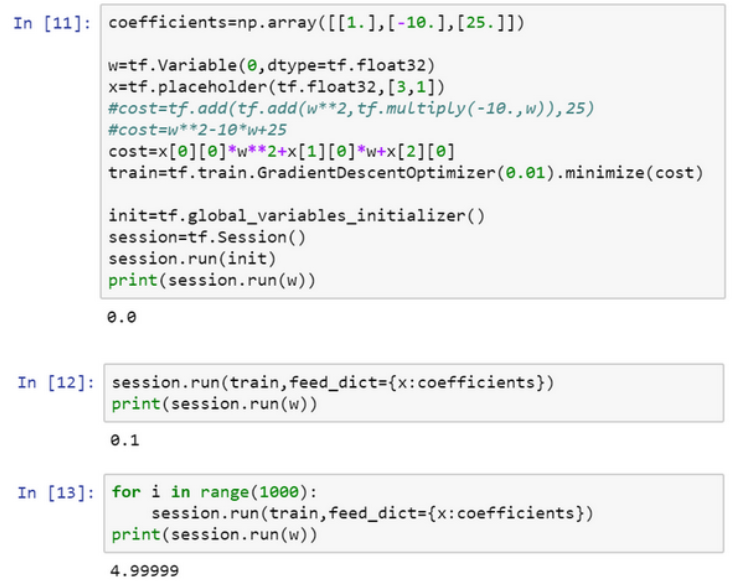 In [11]: coefficients=np.array([[1.],[-10.],[25.]])
w=tf.Variable(0,dtype=tf.float32)
x=tf.placeholder(tf.float32,[3,1])
#cost=tf.add(tf.add(w**2,tf.multiply(-10.,w)),25)
#cost=w**2-10*w+25
cost=x[0][0]*w**2+x[1][0]*w+x[2][0]
train=tf.train.GradientDescentOptimizer(0.01).minimize(cost)
init=tf.global_variables_initializer()
session=tf.Session()
session.run(init)
print(session.run(w))
0.0
In [12]: session.run(train,feed_dict={x:coefficients})
print(session.run(w))
0.1
In [13]: for i in range(1000):
    session.run(train,feed_dict={x:coefficients})
print(session.run(w))
4.99999